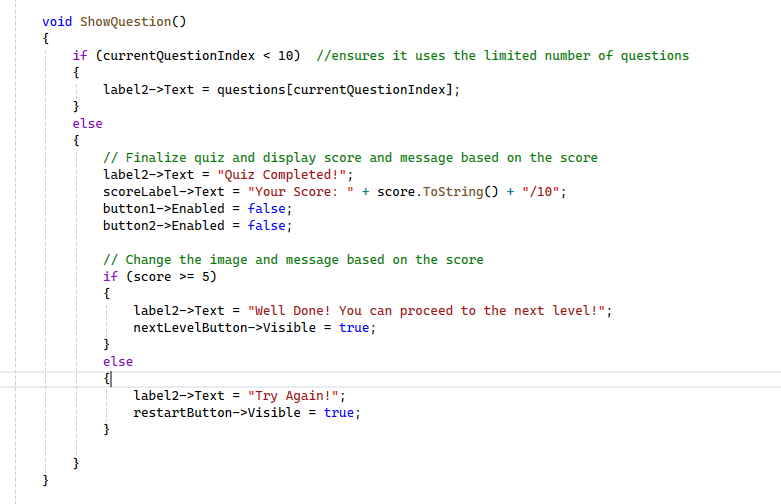 void ShowQuestion()
{
if (currentQuestionIndex < 10)  //ensures it uses the limited number of questions
{
label2->Text = questions[currentQuestionIndex];
}
else
{
// Finalize quiz and display score and message based on the score
label2->Text = "Quiz Completed!";
scoreLabel->Text = "Your Score: " + score.ToString() + "/10";
button1->Enabled = false;
button2->Enabled = false;
// Change the image and message based on the score
if (score >= 5)
{
label2->Text = "Well Done! You can proceed to the next level!";
nextLevelButton->Visible = true;
}
else
{
label2->Text = "Try Again!";
restartButton->Visible = true;
}
}
}